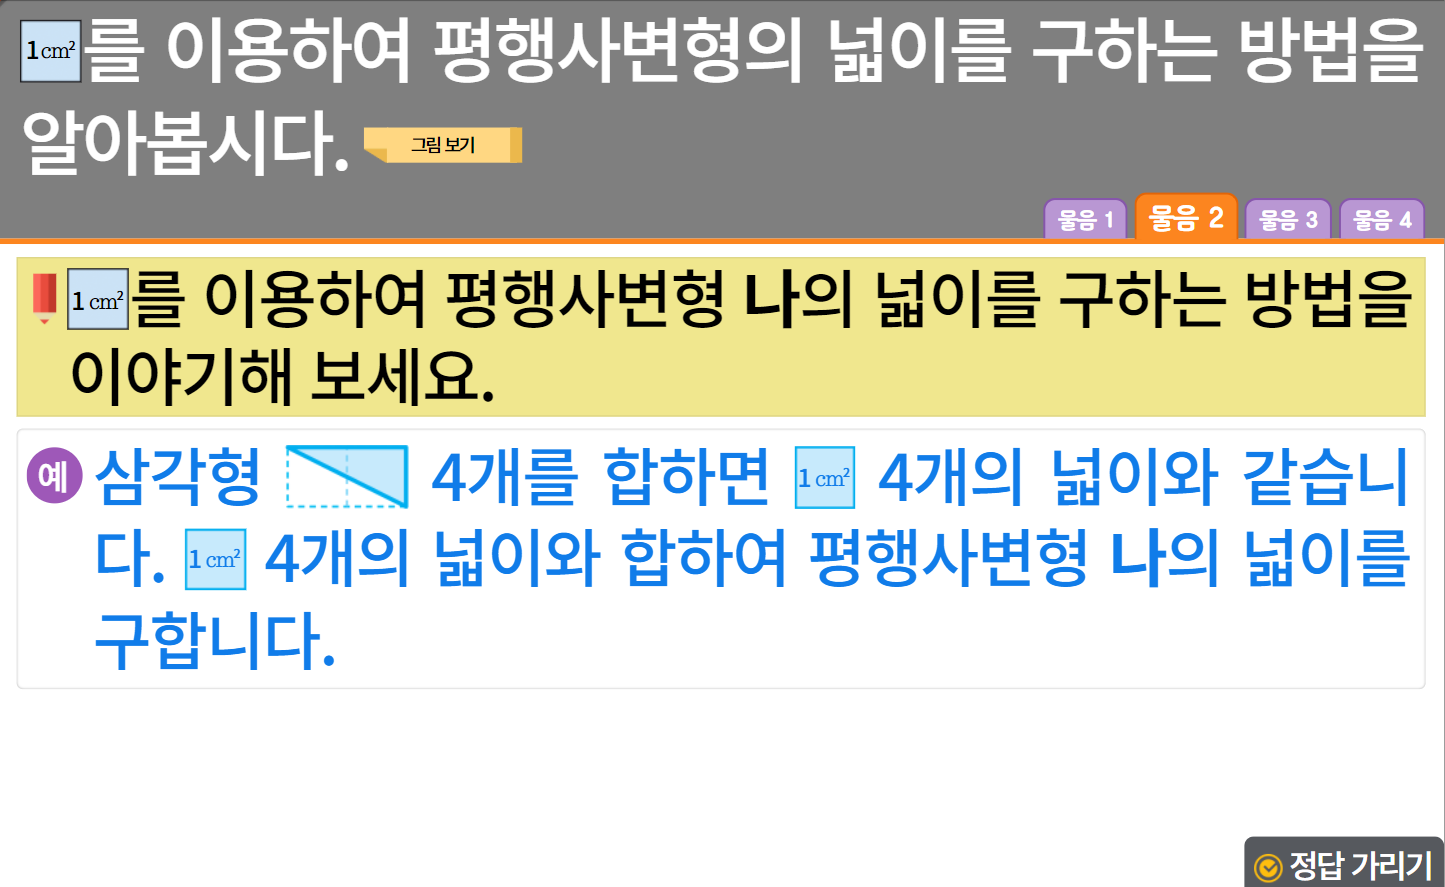 1cm²를 이용하여 평행사변형의 넓이를 구하는 방법을
알아봅시다. 그림 보기
물음 1 물음 2 물음 3 물음 4
1cm²를 이용하여 평행사변형 나의 넓이를 구하는 방법을
이야기해 보세요.
예 삼각형 4개를 합하면 1cm² 4개의 넓이와 같습니
다. 1cm² 4개의 넓이와 합하여 평행사변형 나의 넓이를
구합니다.
정답 가리기